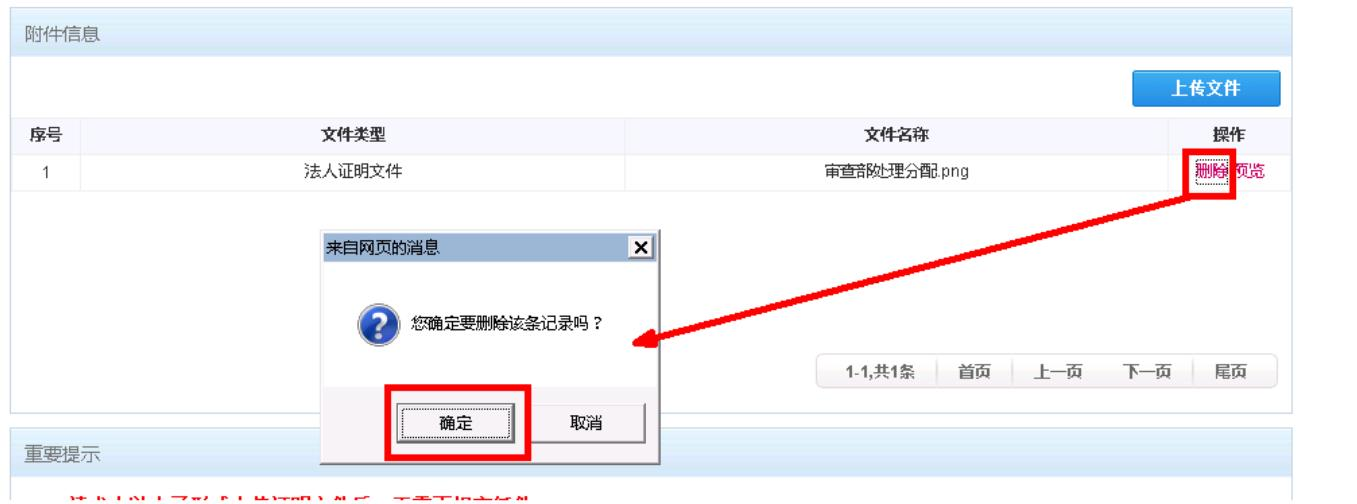 附件信息
上传文件
序号 文件类型 文件名称 操作
1 法人证明文件 审查部处理分配.png 删除 预览
来自网页的消息
您确定要删除该条记录吗？
1-1,共1条 首页 上一页 下一页 尾页
确定 取消
重要提示